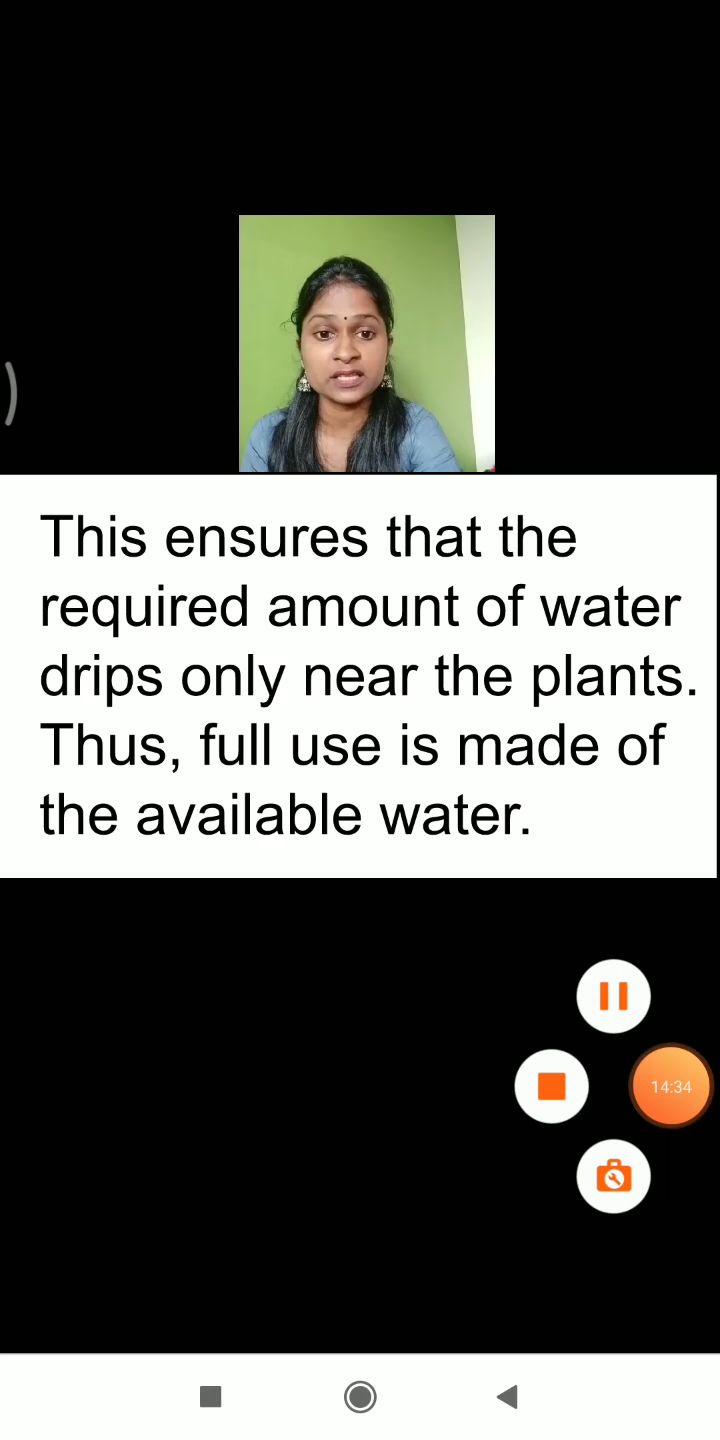 This ensures that the
required amount of water
drips only near the plants.
Thus, full use is made of
the available water.
14:34